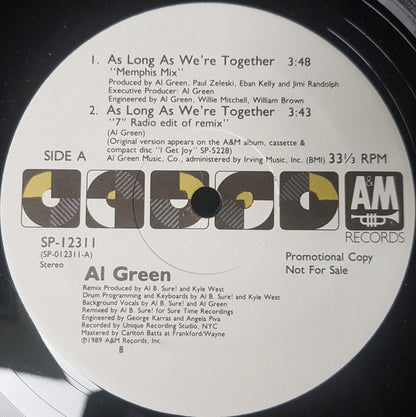 1. As Long As We're Together 3:48
"Memphis Mix"
Produced by Al Green, Paul Zeleski, Eban Kelly and Jimi Randolph
Executive Producer: Al Green
Engineered by Al Green, Willie Mitchell, William Brown
2. As Long As We're Together 3:43
"7" Radio edit of remix"
(Al Green)
(Original version appears on the A&M album, cassette &
compact disc "I Get Joy" SP-5228)
SIDE A Al Green Music, Co., administered by Irving Music, Inc. (BMI) 33⅓ RPM
A&M
RECORDS
SP-12311
(SP-012311-A)
Stereo
Al Green
Promotional Copy
Not For Sale
Remix Produced by Al B. Sure! and Kyle West
Drum Programming and Keyboards by Al B. Sure! and Kyle West
Background Vocals by Al B. Sure! and Al Green
Remixed by Al B. Sure! for Sure Time Recordings
Engineered by George Karras and Angela Piva
Recorded by Unique Recording Studio, NYC
Mastered by Carlton Batts at Frankford/Wayne
℗1989 A&M Records, Inc.
B